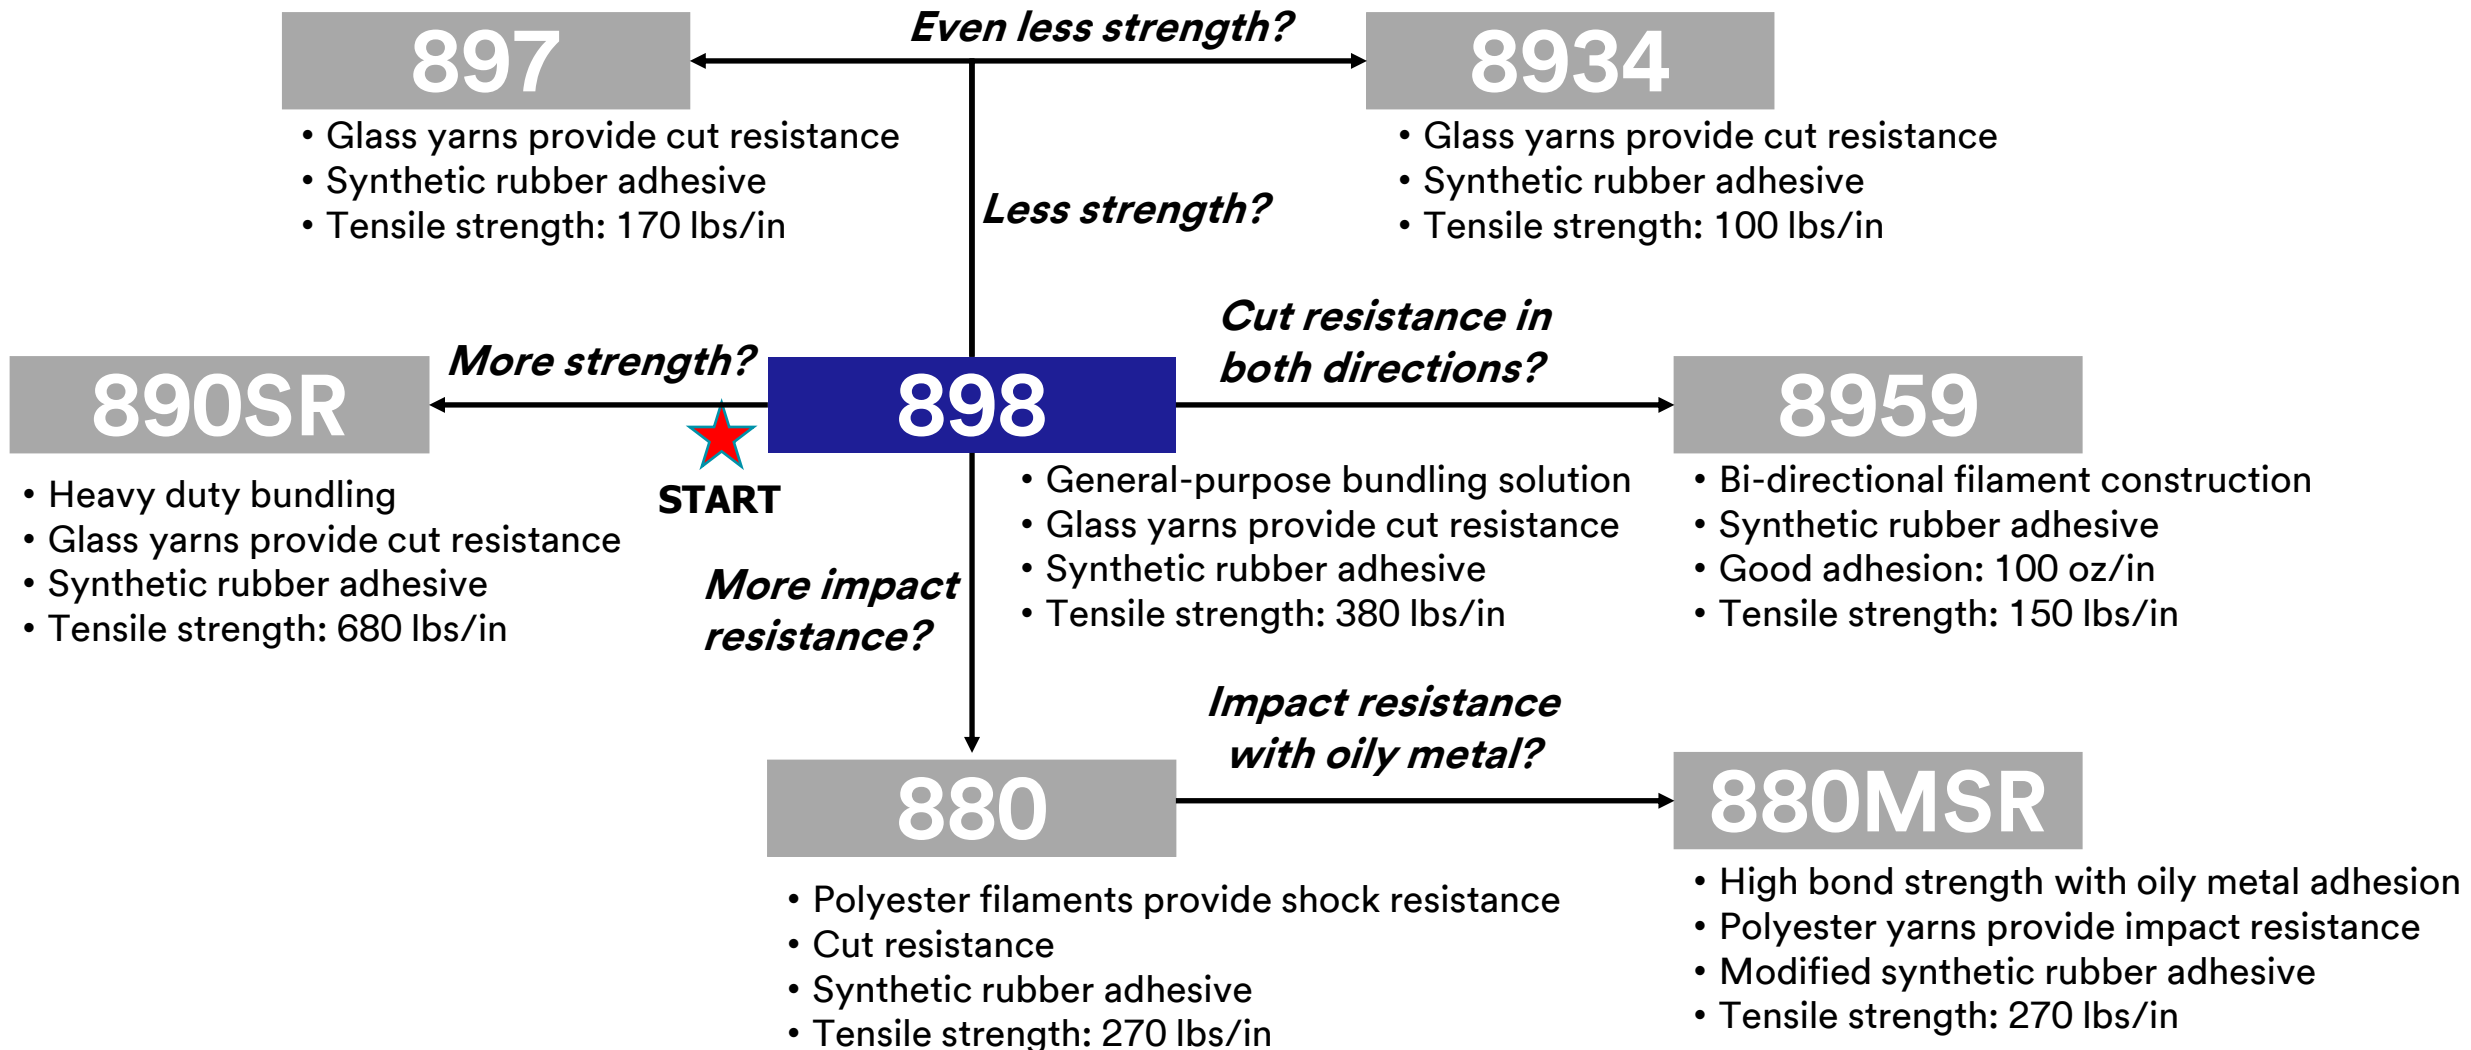 Even less strength?
897
8934
• Glass yarns provide cut resistance
• Synthetic rubber adhesive
• Tensile strength: 170 lbs/in
• Glass yarns provide cut resistance
• Synthetic rubber adhesive
• Tensile strength: 100 lbs/in
Less strength?
More strength?
Cut resistance in
both directions?
890SR
898
8959
START
• Heavy duty bundling
• Glass yarns provide cut resistance
• Synthetic rubber adhesive
• Tensile strength: 680 lbs/in
• General-purpose bundling solution
• Glass yarns provide cut resistance
• Synthetic rubber adhesive
• Tensile strength: 380 lbs/in
• Bi-directional filament construction
• Synthetic rubber adhesive
• Good adhesion: 100 oz/in
• Tensile strength: 150 lbs/in
More impact
resistance?
Impact resistance
with oily metal?
880
880MSR
• Polyester filaments provide shock resistance
• Cut resistance
• Synthetic rubber adhesive
• Tensile strength: 270 lbs/in
• High bond strength with oily metal adhesion
• Polyester yarns provide impact resistance
• Modified synthetic rubber adhesive
• Tensile strength: 270 lbs/in